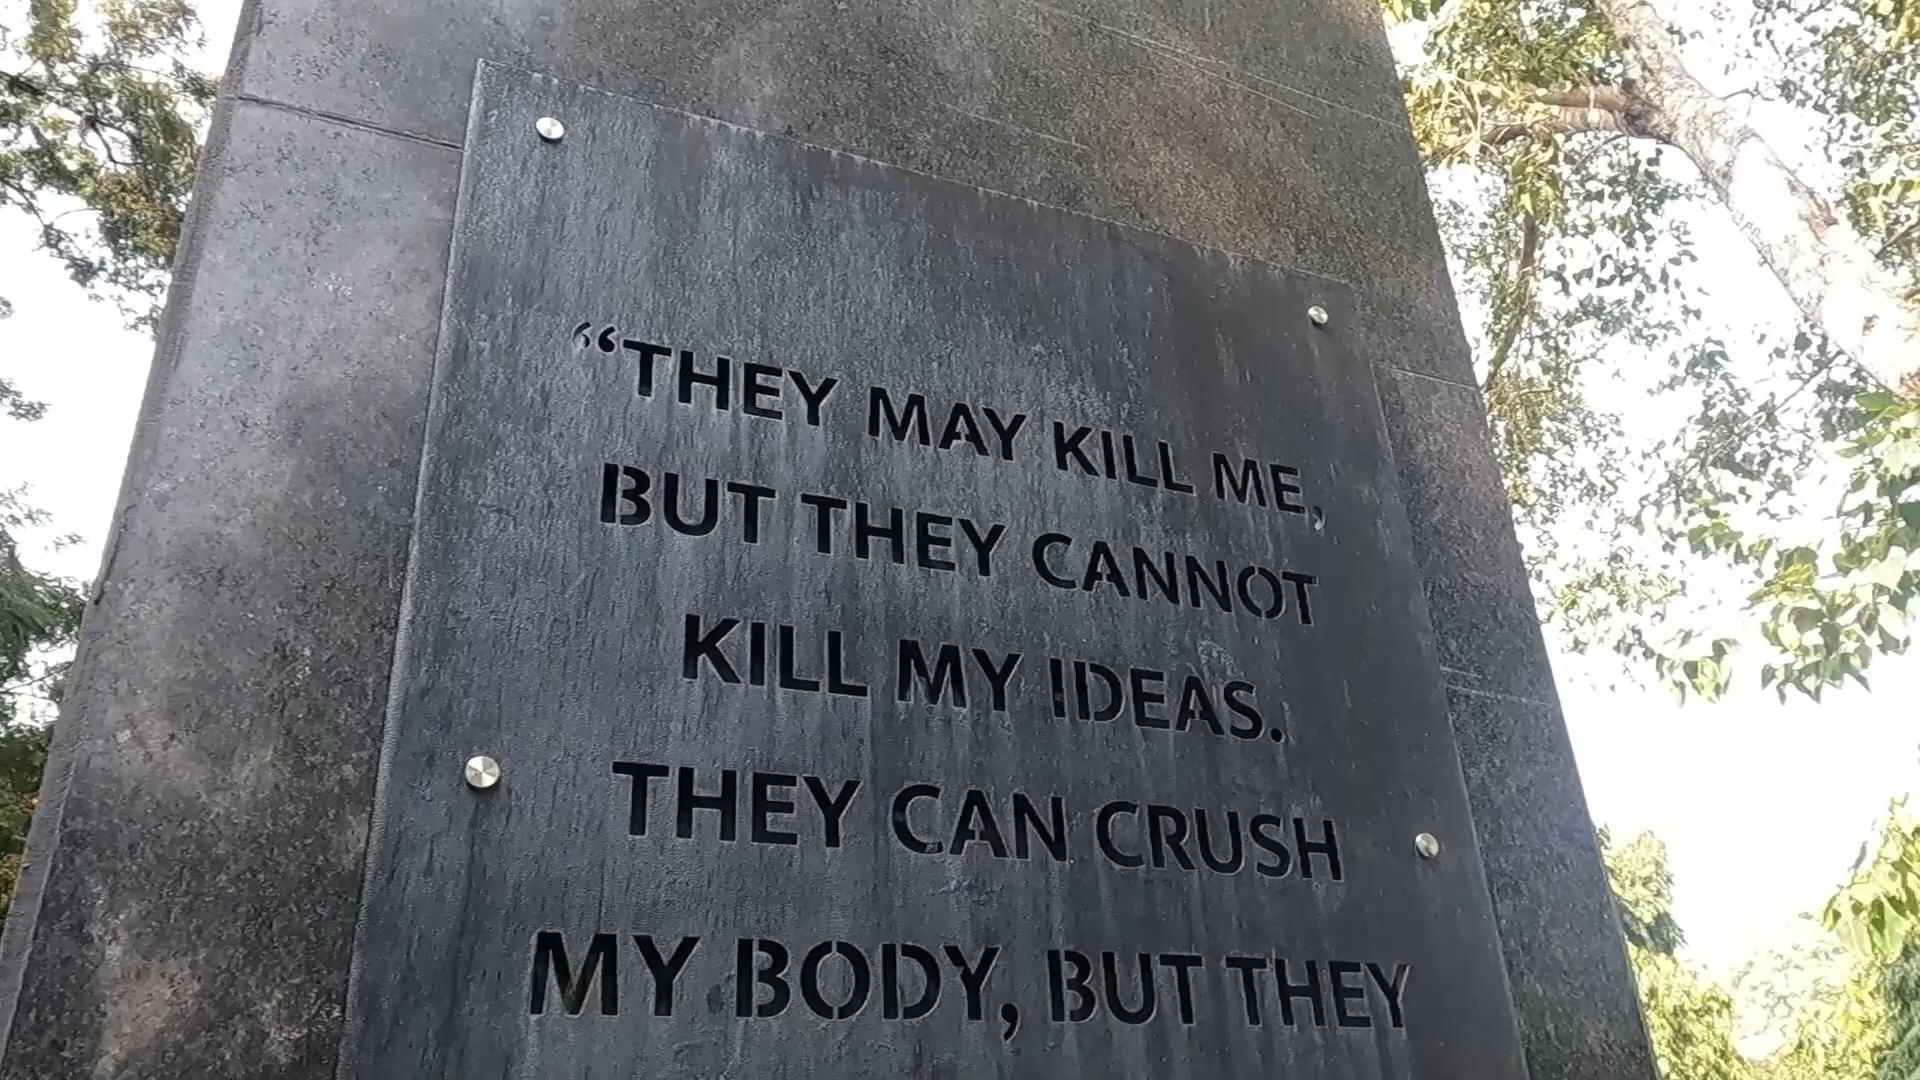 “THEY MAY KILL ME,
BUT THEY CANNOT
KILL MY IDEAS.
THEY CAN CRUSH
MY BODY, BUT THEY